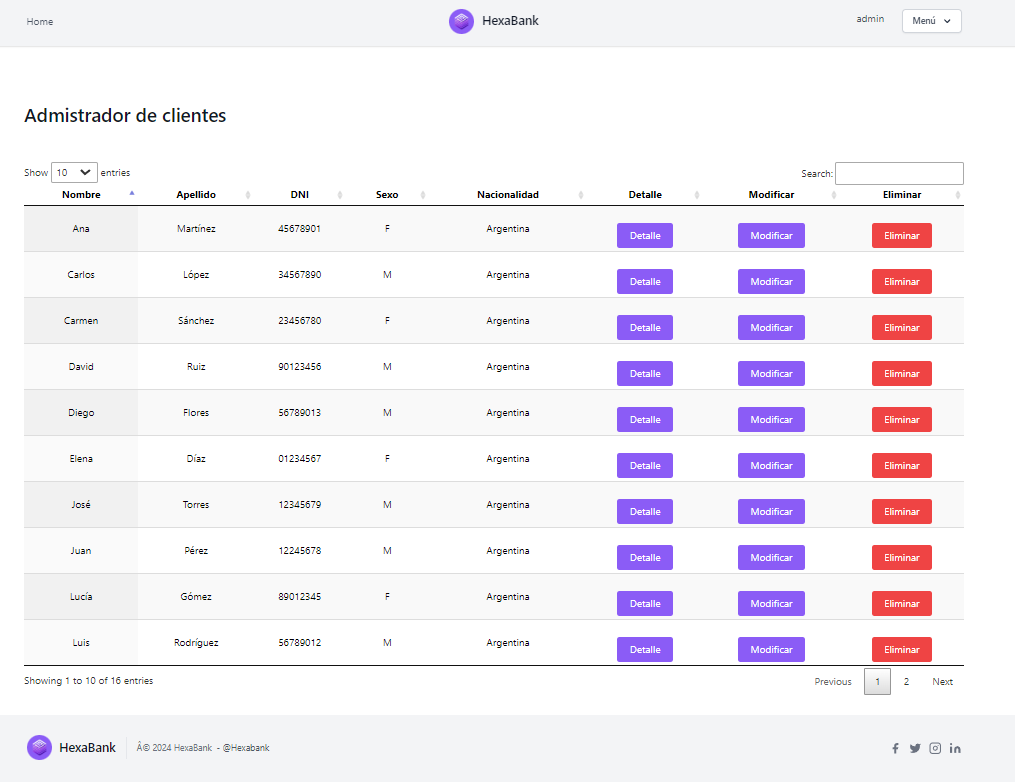 Home HexaBank admin Menú
Admistrador de clientes
Show 10 entries Search:
Nombre Apellido DNI Sexo Nacionalidad Detalle Modificar Eliminar
Ana Martínez 45678901 F Argentina Detalle Modificar Eliminar
Carlos López 34567890 M Argentina Detalle Modificar Eliminar
Carmen Sánchez 23456780 F Argentina Detalle Modificar Eliminar
David Ruiz 90123456 M Argentina Detalle Modificar Eliminar
Diego Flores 56789013 M Argentina Detalle Modificar Eliminar
Elena Díaz 01234567 F Argentina Detalle Modificar Eliminar
José Torres 12345679 M Argentina Detalle Modificar Eliminar
Juan Pérez 12245678 M Argentina Detalle Modificar Eliminar
Lucía Gómez 89012345 F Argentina Detalle Modificar Eliminar
Luis Rodríguez 56789012 M Argentina Detalle Modificar Eliminar
Showing 1 to 10 of 16 entries Previous 1 2 Next
HexaBank Â© 2024 HexaBank - @Hexabank